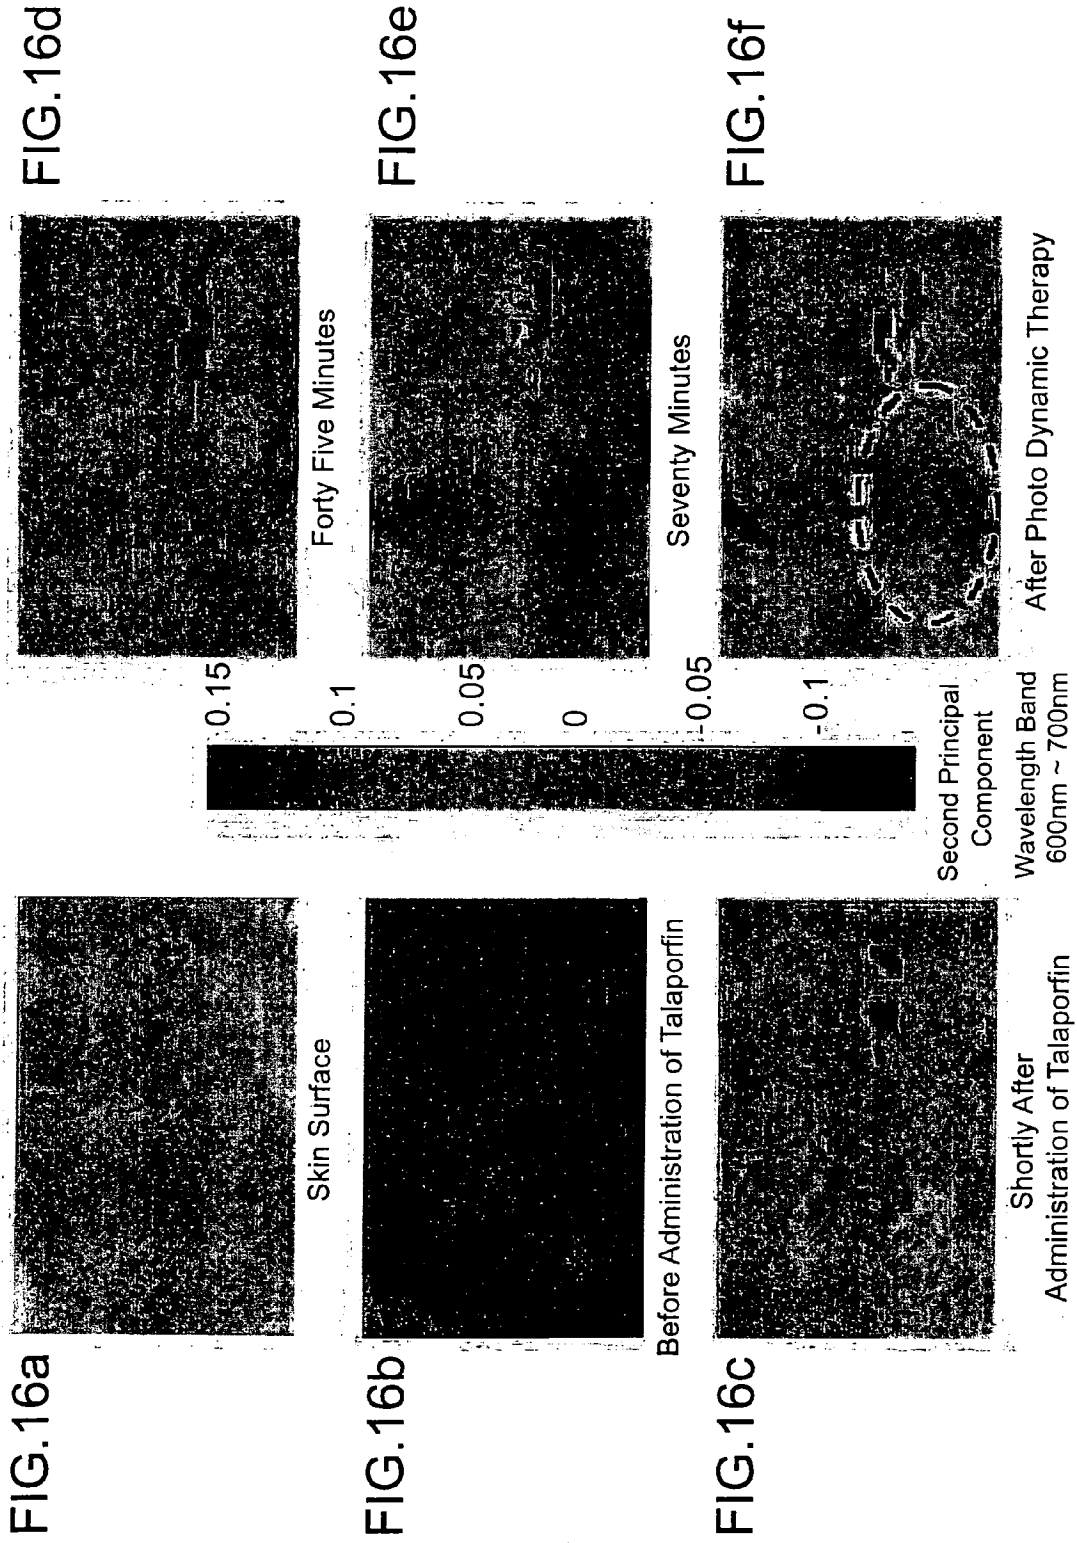 FIG.16a
Skin Surface
FIG.16b
Before Administration of Talaporfin
FIG.16c
Shortly After
Administration of Talaporfin
0.15
0.1
0.05
0
-0.05
-0.1
Second Principal
Component
Wavelength Band
600nm ~ 700nm
FIG.16d
Forty Five Minutes
FIG.16e
Seventy Minutes
FIG.16f
After Photo Dynamic Therapy